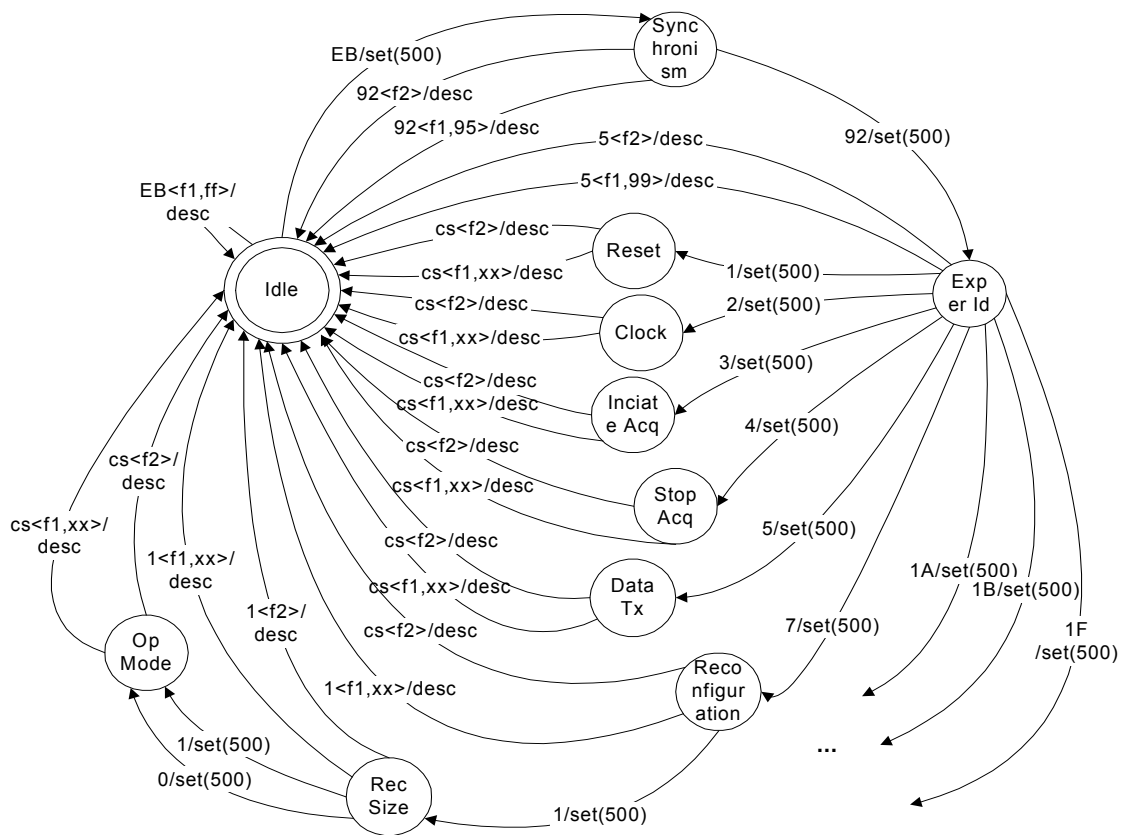 Sync
hroni
sm
EB/set(500)
92<f2>/desc
92<f1,95>/desc
5<f2>/desc
92/set(500)
5<f1,99>/desc
EB<f1,ff>/
desc
cs<f2>/desc
Reset
cs<f1,xx>/desc
1/set(500)
Idle
Exp
er Id
cs<f2>/desc
2/set(500)
Clock
cs<f1,xx>/desc
3/set(500)
cs<f2>/desc
cs<f1,xx>/desc
Inciat
e Acq
4/set(500)
cs<f2>/desc
cs<f2>/
desc
cs<f1,xx>/desc
Stop
Acq
cs<f1,xx>/
desc
5/set(500)
cs<f2>/desc
1<f1,xx>/
desc
1A/set(500)
cs<f1,xx>/desc
Data
Tx
1B/set(500)
1<f2>/
desc
7/set(500)
1F
/set(500)
cs<f2>/desc
Op
Mode
1<f1,xx>/desc
Reco
nfigur
ation
1/set(500)
...
0/set(500)
Rec
Size
1/set(500)